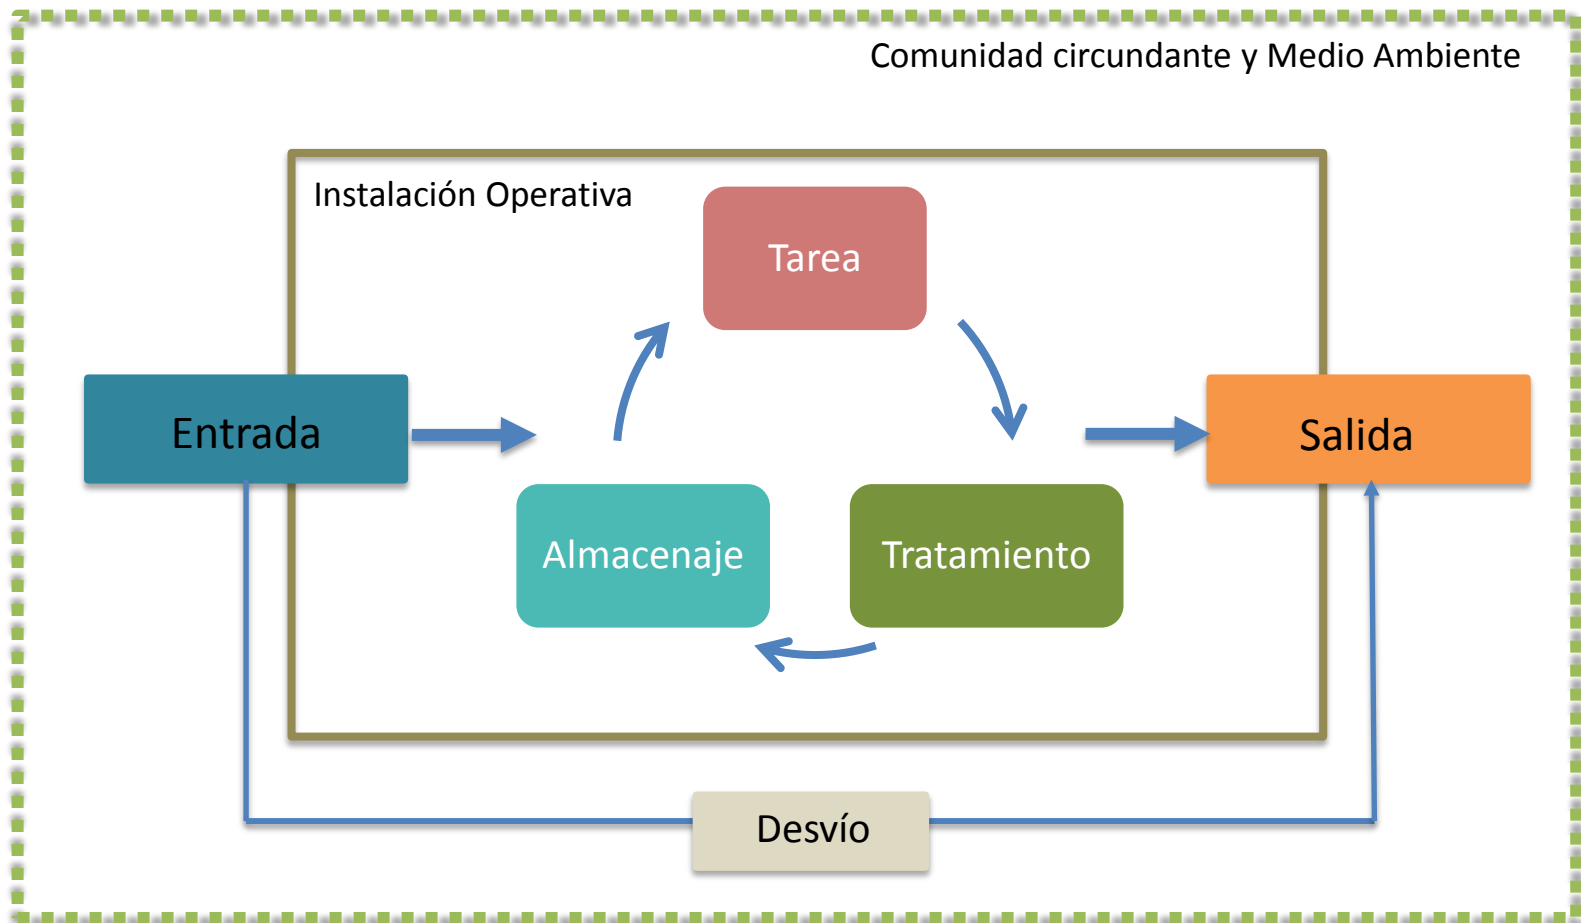 Comunidad circundante y Medio Ambiente
Instalación Operativa
Tarea
Entrada
Salida
Almacenaje
Tratamiento
Desvío